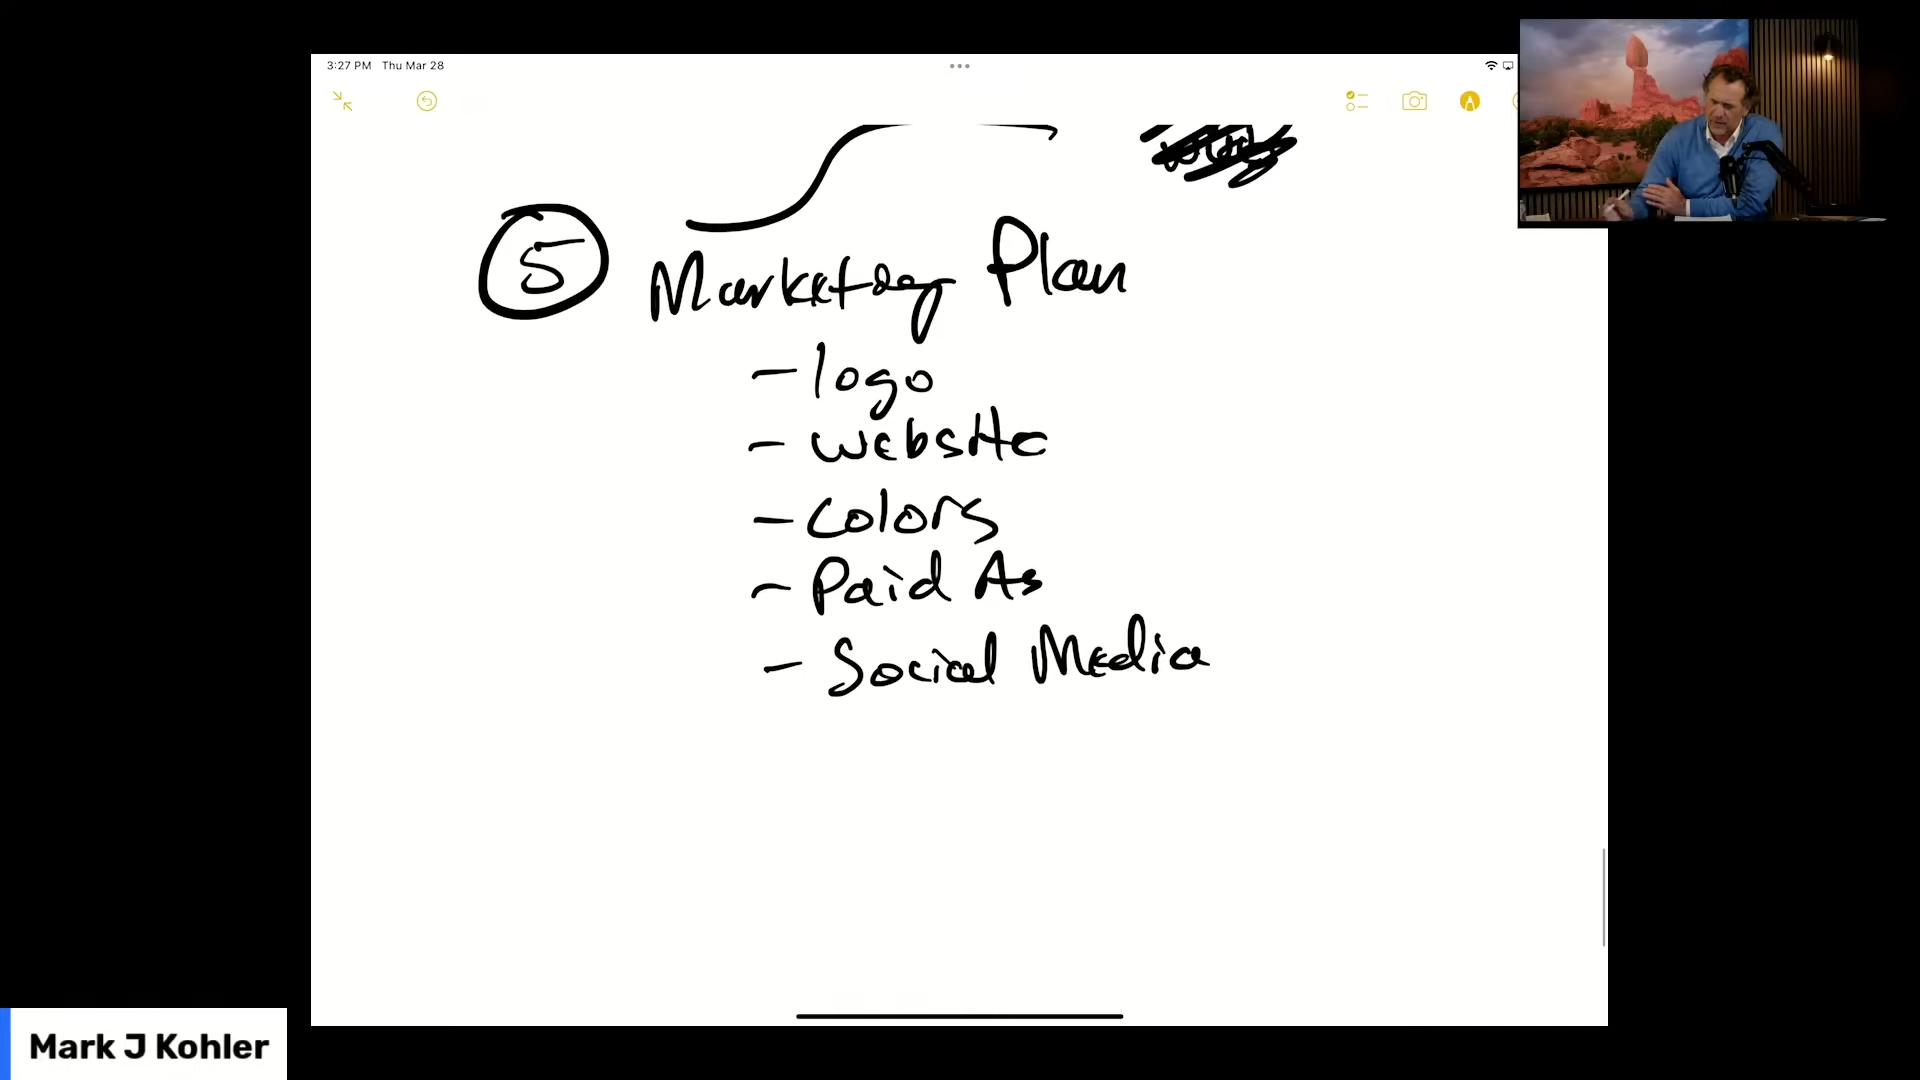 3:27 PM Thu Mar 28
5 Marketing Plan
- logo
- website
- colors
- Paid As
- Social Media
Mark J Kohler